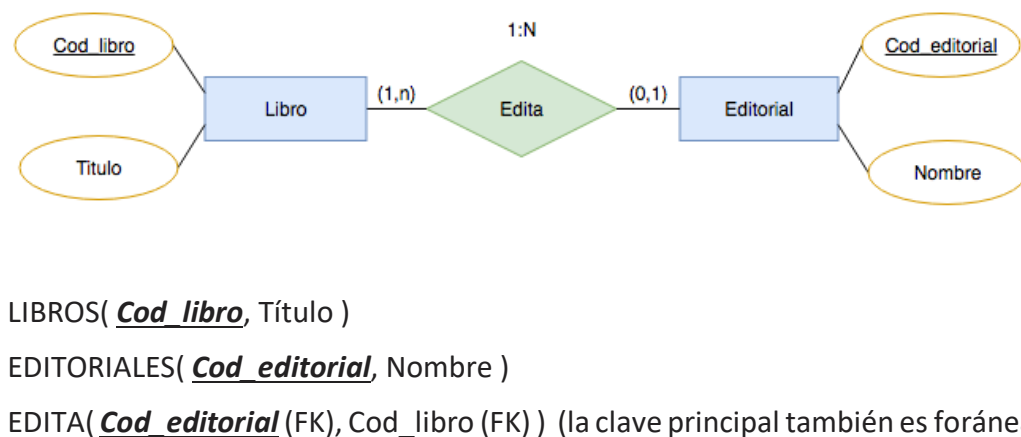 1:N
Cod_libro
Cod_editorial
(1,n)
(0,1)
Libro
Edita
Editorial
Titulo
Nombre
LIBROS( Cod_libro, Título )
EDITORIALES( Cod_editorial, Nombre )
EDITA( Cod_editorial (FK), Cod_libro (FK) ) (la clave principal también es foráne